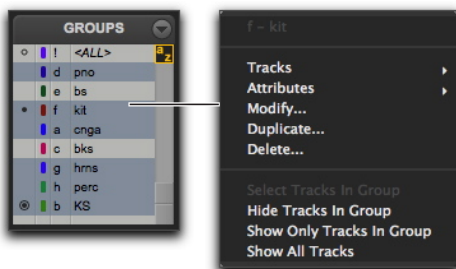 GROUPS
! <ALL>
d pno
e bs
f kit
a cnga
c bks
g hrns
h perc
b KS
a z
f – kit
Tracks
Attributes
Modify...
Duplicate...
Delete...
Select Tracks In Group
Hide Tracks In Group
Show Only Tracks In Group
Show All Tracks